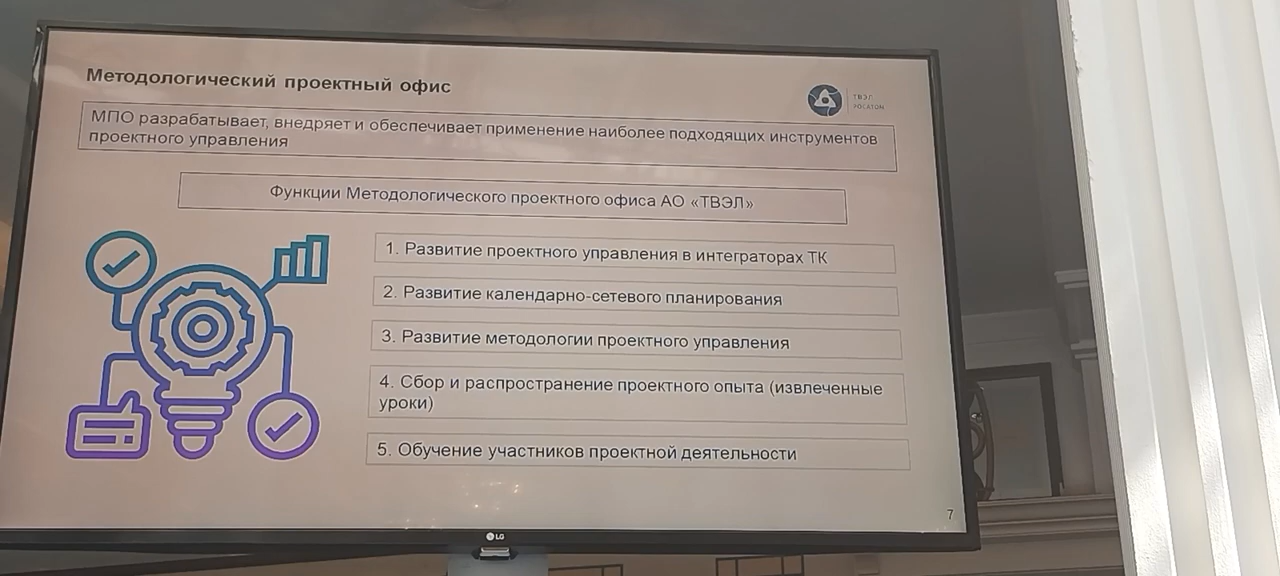 Методологический проектный офис
ТВЭЛ
РОСАТОМ
МПО разрабатывает, внедряет и обеспечивает применение наиболее подходящих инструментов
проектного управления
Функции Методологического проектного офиса АО «ТВЭЛ»
1. Развитие проектного управления в интеграторах ТК
2. Развитие календарно-сетевого планирования
3. Развитие методологии проектного управления
4. Сбор и распространение проектного опыта (извлеченные
уроки)
5. Обучение участников проектной деятельности
7
LG